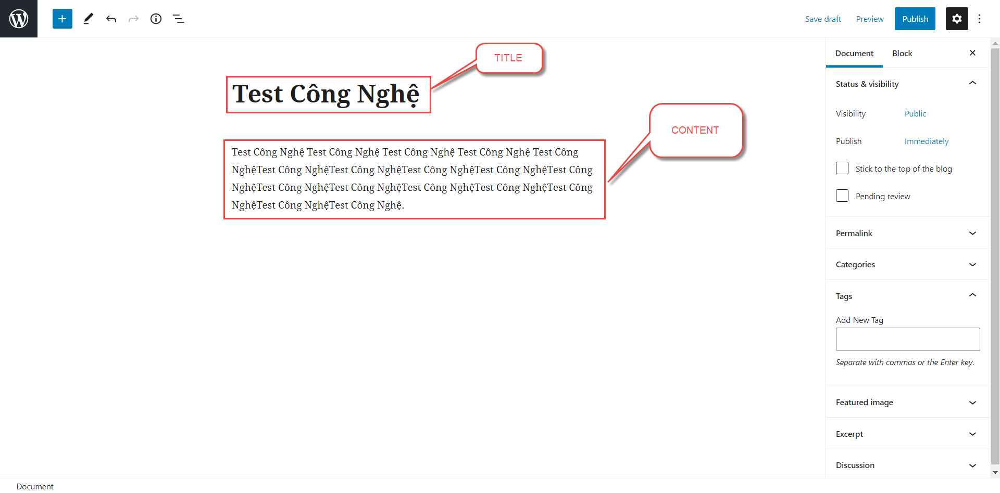 Save draft
Preview
Publish
TITLE
Test Công Nghệ
CONTENT
Test Công Nghệ Test Công Nghệ Test Công Nghệ Test Công Nghệ Test Công
NghệTest Công NghệTest Công NghệTest Công NghệTest Công NghệTest Công
NghệTest Công NghệTest Công NghệTest Công NghệTest Công NghệTest Công
NghệTest Công NghệTest Công Nghệ.
Document
Block
Status & visibility
Visibility
Public
Publish
Immediately
Stick to the top of the blog
Pending review
Permalink
Categories
Tags
Add New Tag
Separate with commas or the Enter key.
Featured image
Excerpt
Discussion
Document